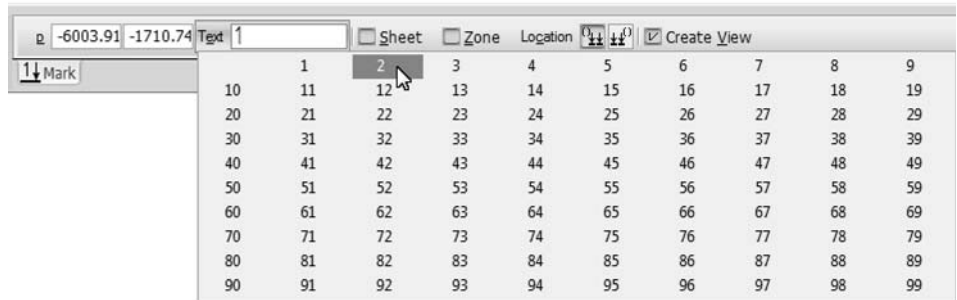 p -6003.91 -1710.74 Text 1 Sheet Zone Location Create View
1 Mark
1 2 3 4 5 6 7 8 9
10 11 12 13 14 15 16 17 18 19
20 21 22 23 24 25 26 27 28 29
30 31 32 33 34 35 36 37 38 39
40 41 42 43 44 45 46 47 48 49
50 51 52 53 54 55 56 57 58 59
60 61 62 63 64 65 66 67 68 69
70 71 72 73 74 75 76 77 78 79
80 81 82 83 84 85 86 87 88 89
90 91 92 93 94 95 96 97 98 99